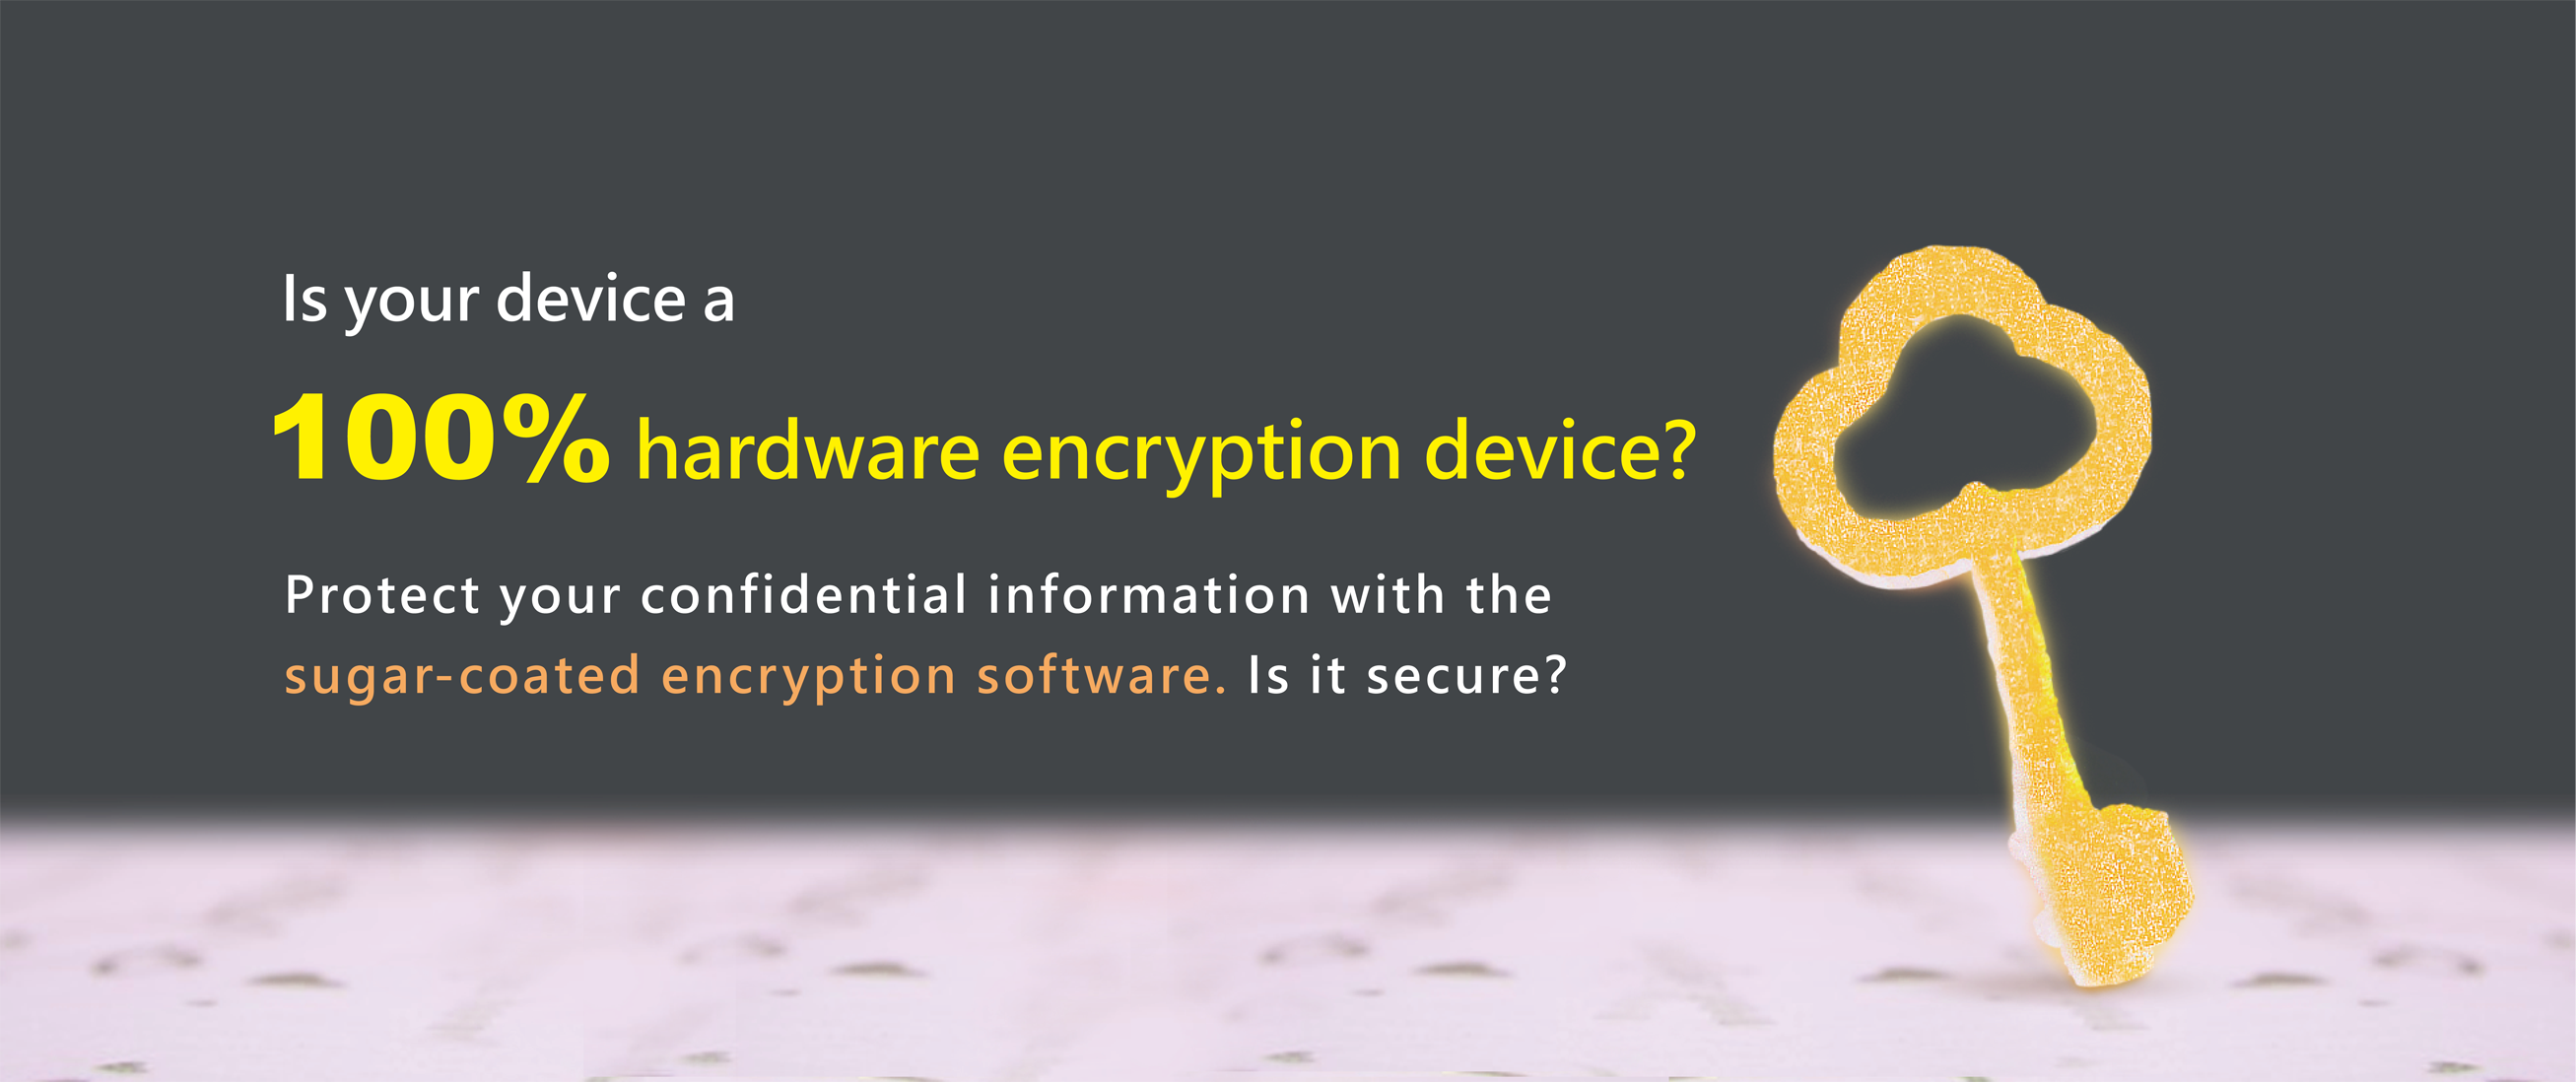 Is your device a
100% hardware encryption device?
Protect your confidential information with the
sugar-coated encryption software. Is it secure?